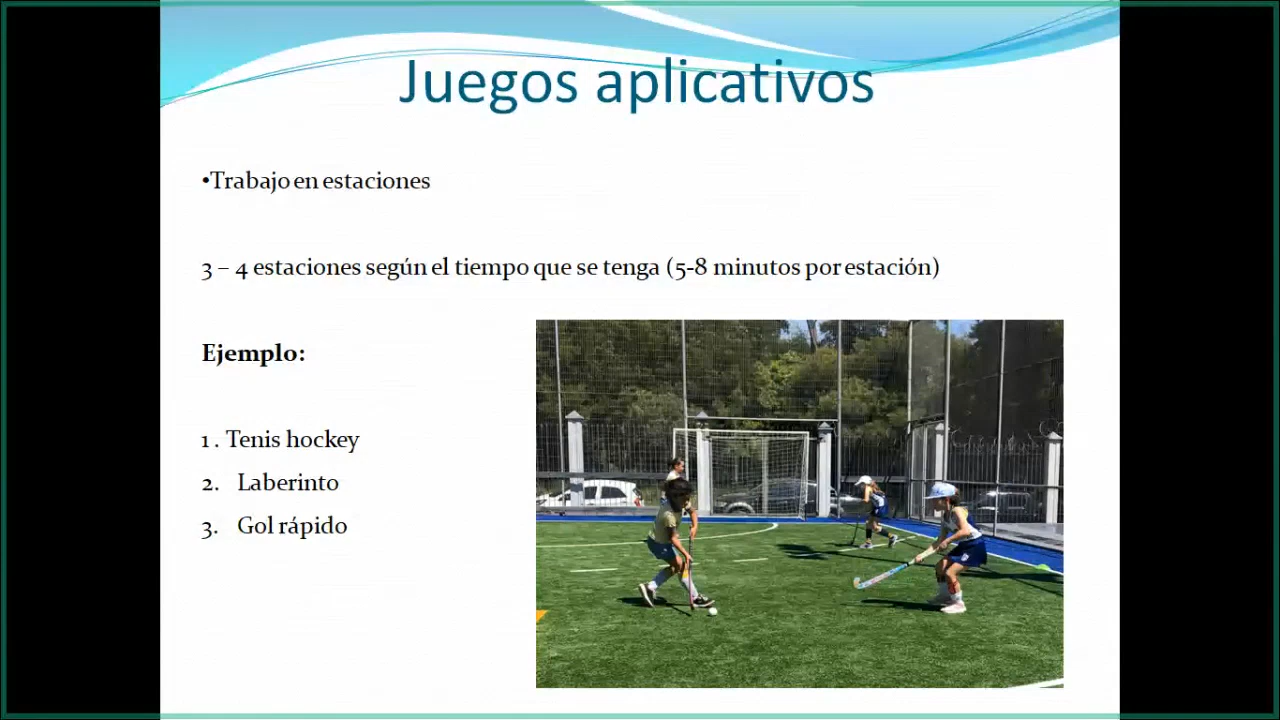 Juegos aplicativos
•Trabajo en estaciones
3 – 4 estaciones según el tiempo que se tenga (5-8 minutos por estación)
Ejemplo:
1 . Tenis hockey
2. Laberinto
3. Gol rápido